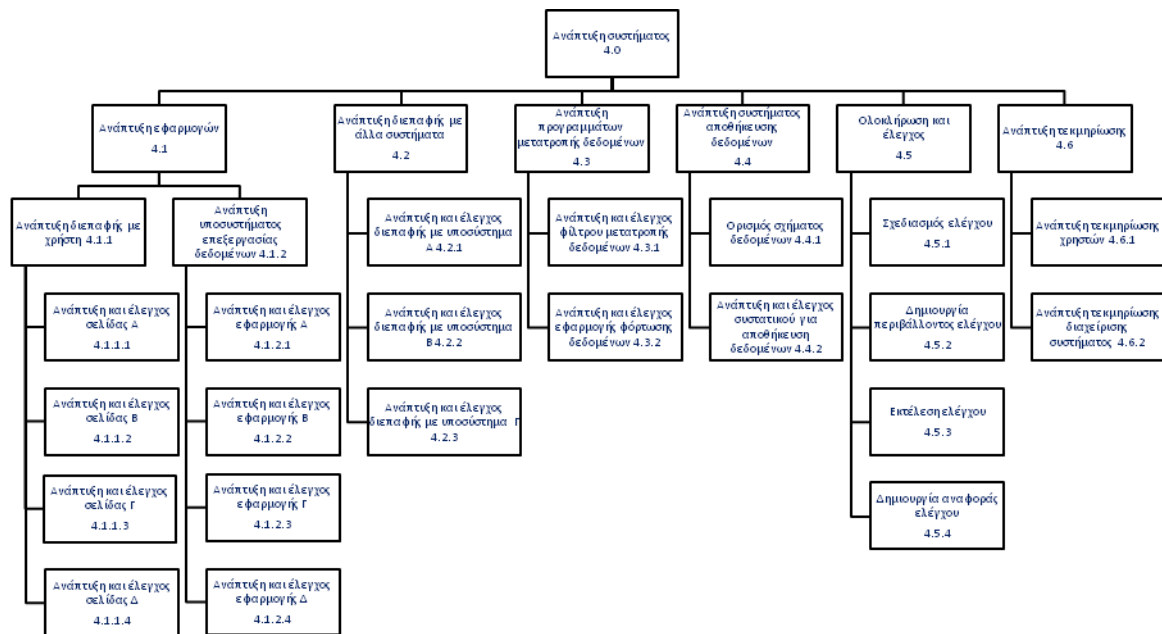 Ανάπτυξη συστήματος
4.0
Ανάπτυξη εφαρμογών
4.1
Ανάπτυξη διεπαφής με
άλλα συστήματα
4.2
Ανάπτυξη
προγραμμάτων
μετατροπής δεδομένων
4.3
Ανάπτυξη συστήματος
αποθήκευσης
δεδομένων
4.4
Ολοκλήρωση και
έλεγχος
4.5
Ανάπτυξη τεκμηρίωσης
4.6
Ανάπτυξη διεπαφής με
χρήστη 4.1.1
Ανάπτυξη
υποσυστήματος
επεξεργασίας
δεδομένων 4.1.2
Ανάπτυξη και έλεγχος
διεπαφής με υποσύστημα
Α 4.2.1
Ανάπτυξη και έλεγχος
φίλτρου μετατροπής
δεδομένων 4.3.1
Ορισμός σχήματος
δεδομένων 4.4.1
Σχεδιασμός ελέγχου
4.5.1
Ανάπτυξη τεκμηρίωσης
χρηστών 4.6.1
Ανάπτυξη και έλεγχος
σελίδας Α
4.1.1.1
Ανάπτυξη και έλεγχος
εφαρμογής Α
4.1.2.1
Ανάπτυξη και έλεγχος
διεπαφής με υποσύστημα
Β 4.2.2
Ανάπτυξη και έλεγχος
εφαρμογής φόρτωσης
δεδομένων 4.3.2
Ανάπτυξη και έλεγχος
συστατικού για
αποθήκευση
δεδομένων 4.4.2
Δημιουργία
περιβάλλοντος ελέγχου
4.5.2
Ανάπτυξη τεκμηρίωσης
διαχείρισης
συστήματος 4.6.2
Ανάπτυξη και έλεγχος
σελίδας Β
4.1.1.2
Ανάπτυξη και έλεγχος
εφαρμογής Β
4.1.2.2
Ανάπτυξη και έλεγχος
διεπαφής με υποσύστημα Γ
4.2.3
Εκτέλεση ελέγχου
4.5.3
Ανάπτυξη και έλεγχος
σελίδας Γ
4.1.1.3
Ανάπτυξη και έλεγχος
εφαρμογής Γ
4.1.2.3
Δημιουργία αναφοράς
ελέγχου
4.5.4
Ανάπτυξη και έλεγχος
σελίδας Δ
4.1.1.4
Ανάπτυξη και έλεγχος
εφαρμογής Δ
4.1.2.4